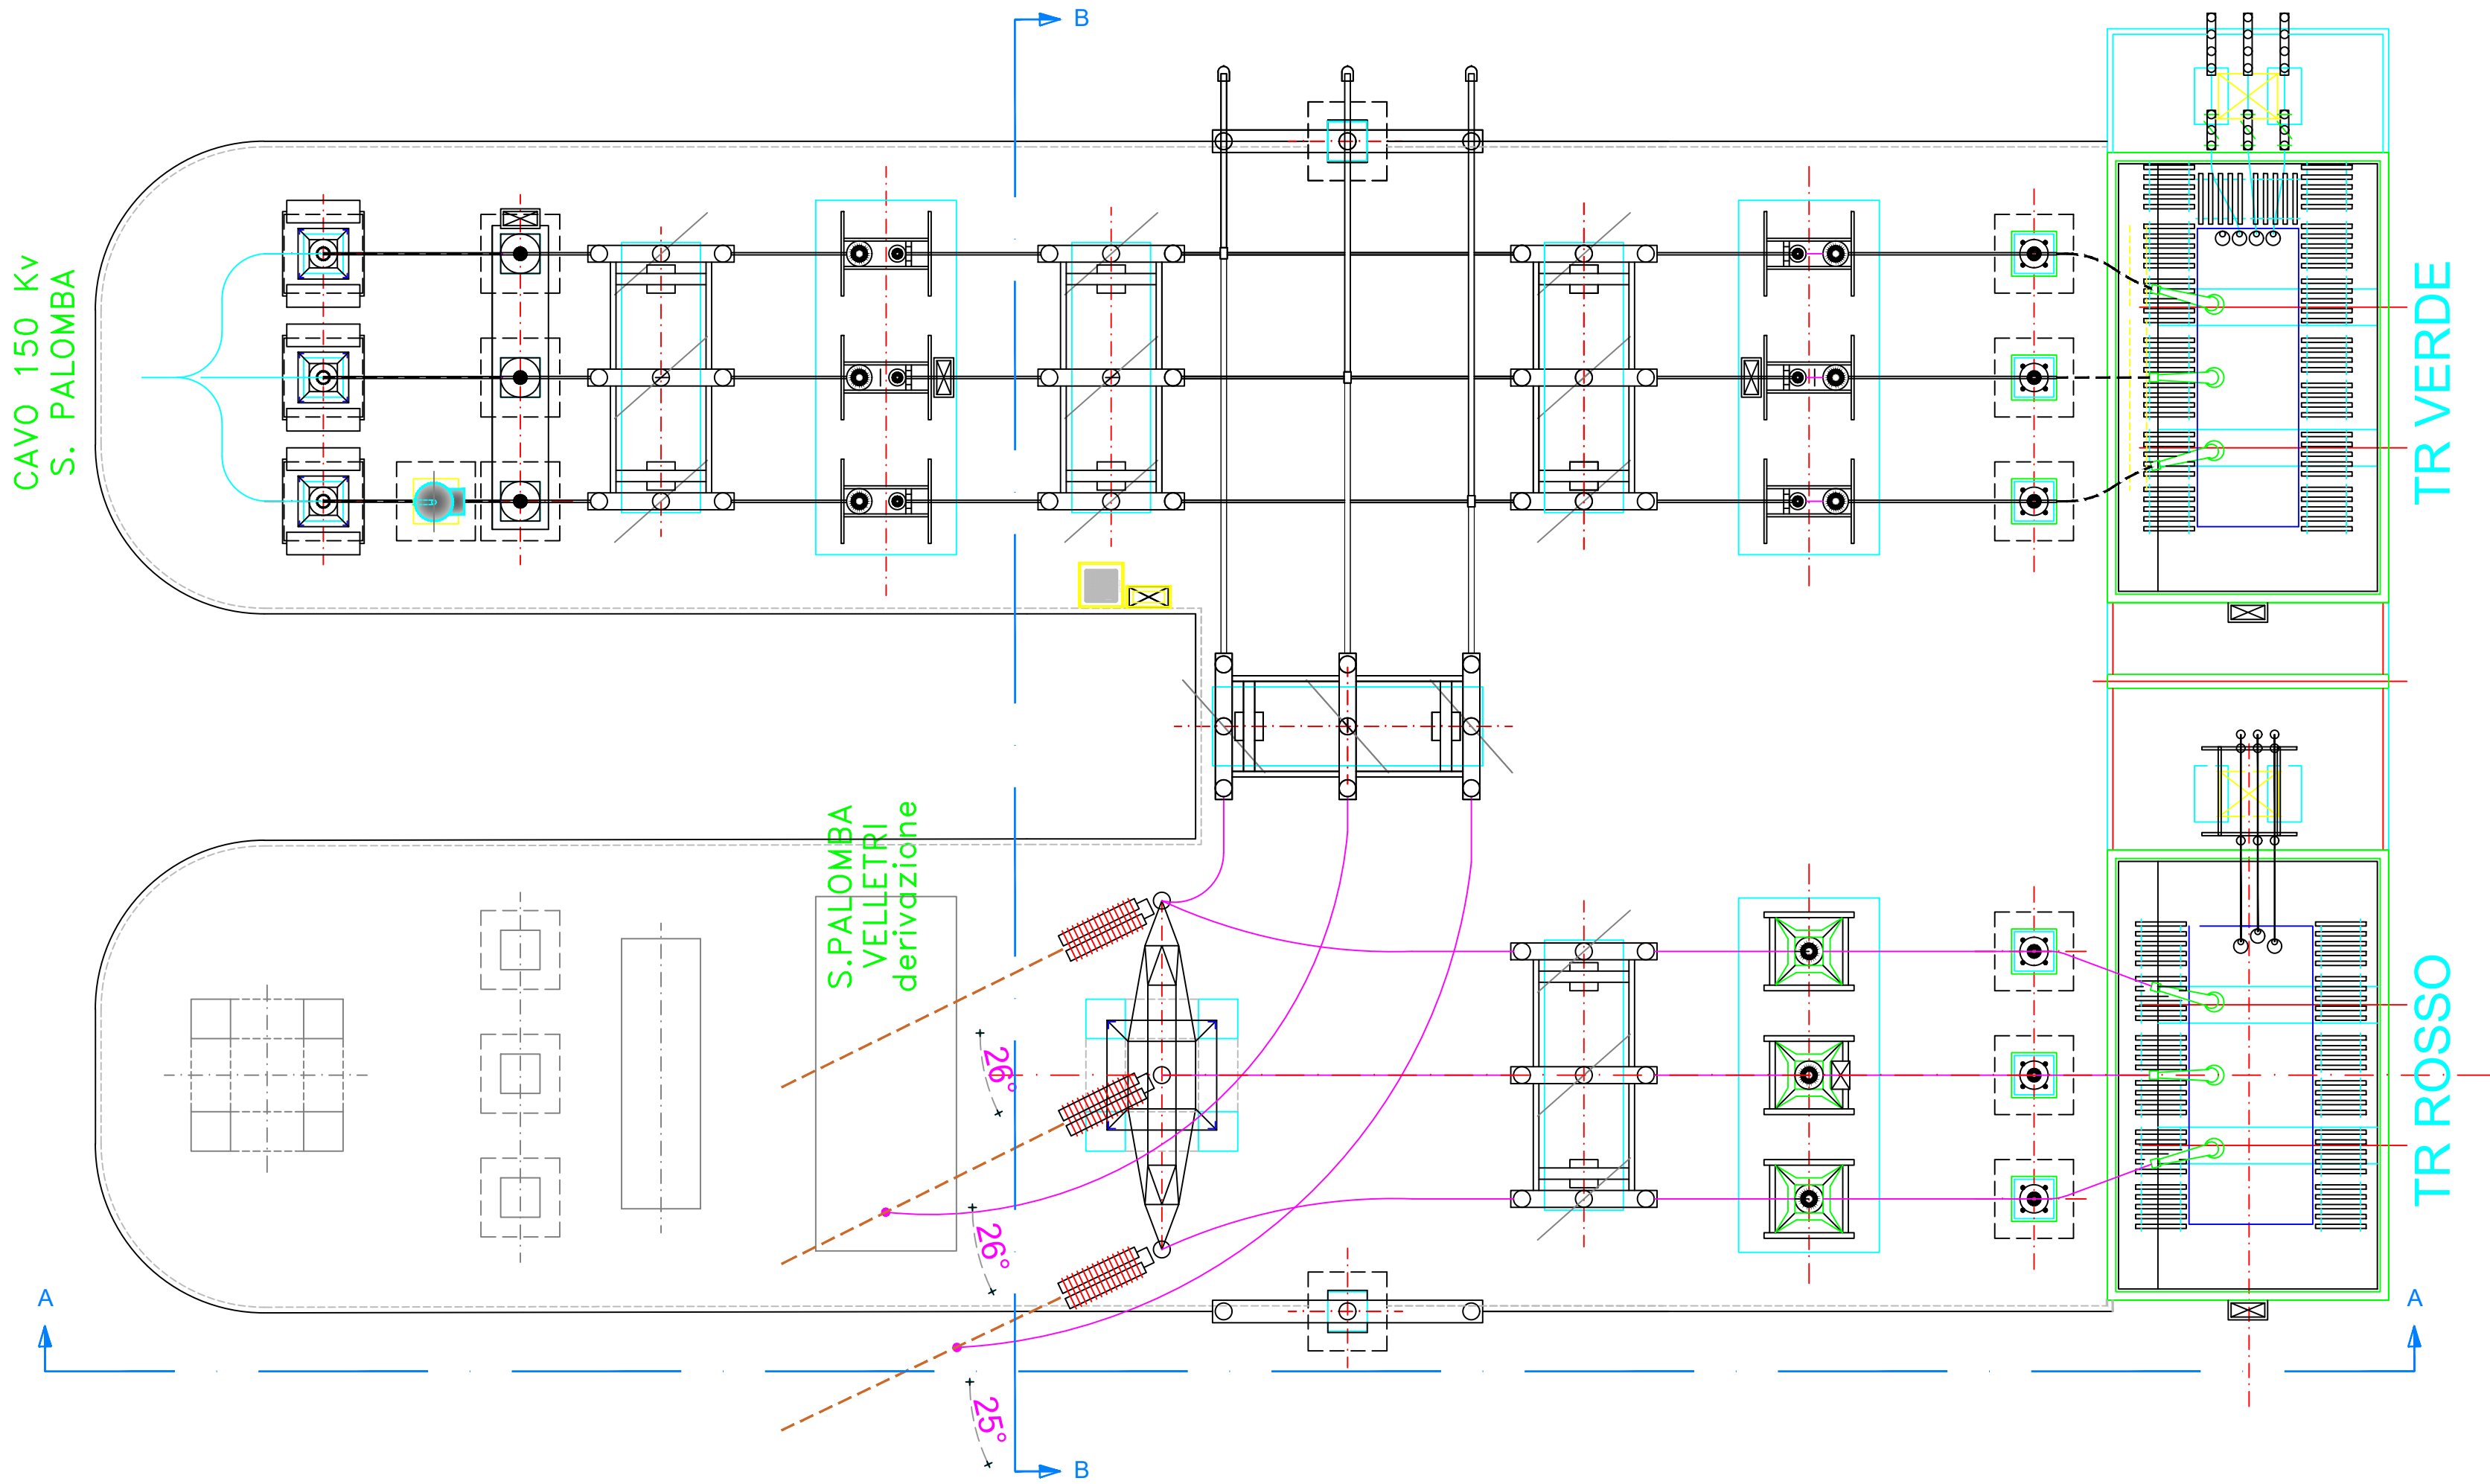 B
CAVO 150 Kv
S. PALOMBA
TR VERDE
S.PALOMBA
VELLETRI
derivazione
26°
26°
25°
TR ROSSO
A
A
B